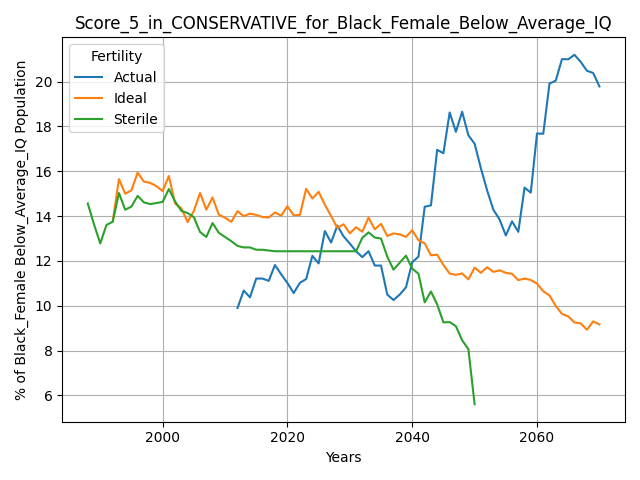 Score_5_in_CONSERVATIVE_for_Black_Female_Below_Average_IQ
Fertility
Actual
Ideal
Sterile
% of Black_Female Below_Average_IQ Population
20
18
16
14
12
10
8
6
2000
2020
2040
2060
Years